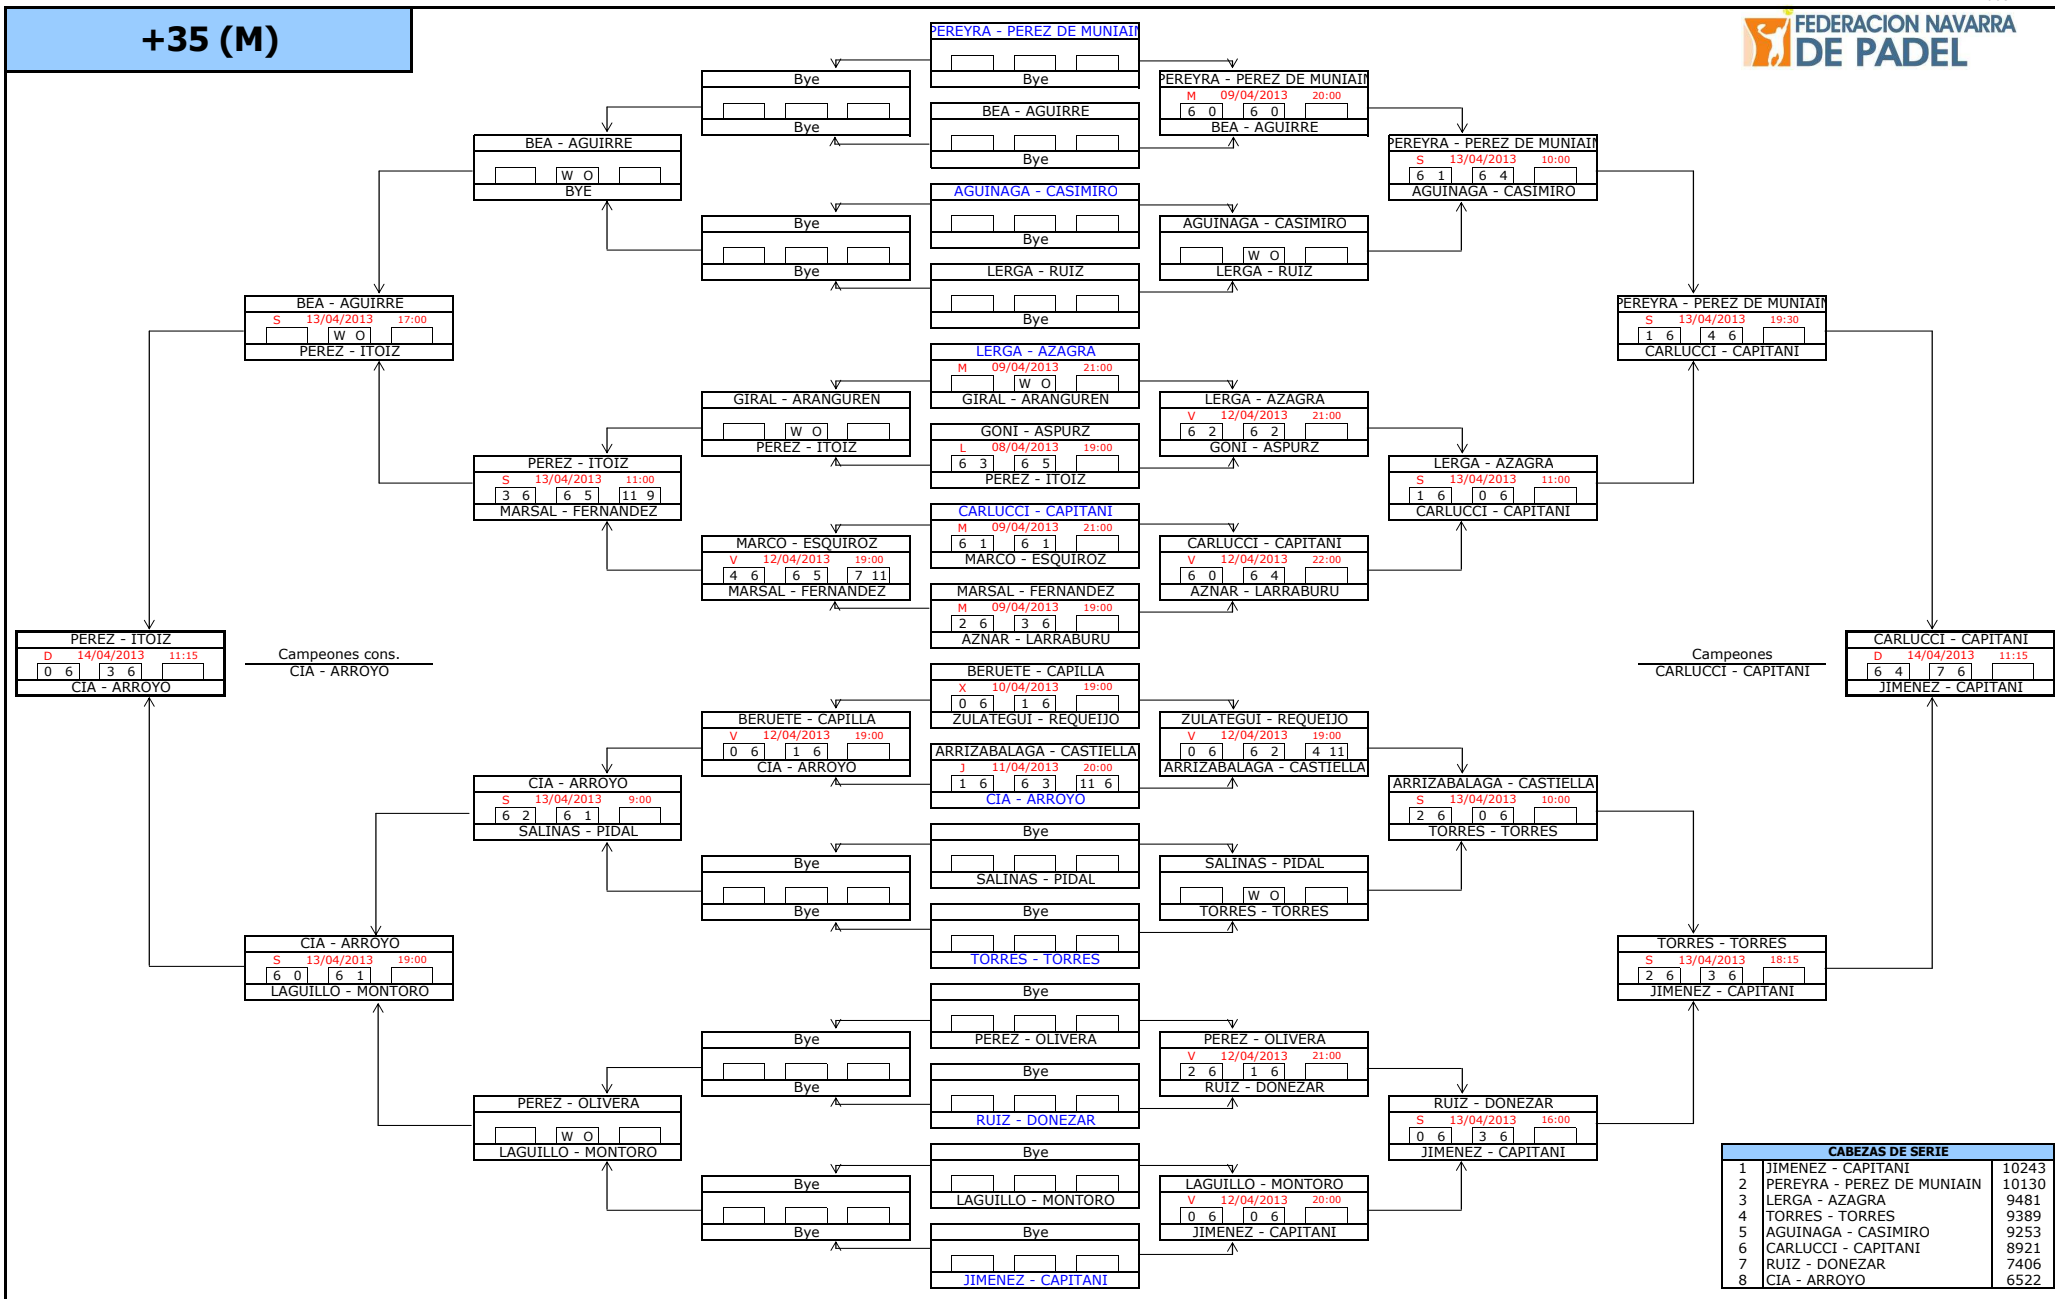 +35 (M)
FEDERACION NAVARRA
DE PADEL
BEA - AGUIRRE
S 13/04/2013 17:00
W O
PEREZ - ITOIZ
PEREZ - ITOIZ
D 14/04/2013 11:15
0 6 3 6
CIA - ARROYO
Campeones cons.
CIA - ARROYO
CIA - ARROYO
S 13/04/2013 19:00
6 0 6 1
LAGUILLO - MONTORO
BEA - AGUIRRE
W O
BYE
PEREZ - ITOIZ
S 13/04/2013 11:00
3 6 6 5 11 9
MARSAL - FERNANDEZ
CIA - ARROYO
S 13/04/2013 9:00
6 2 6 1
SALINAS - PIDAL
PEREZ - OLIVERA
W O
LAGUILLO - MONTORO
Bye
Bye
Bye
Bye
GIRAL - ARANGUREN
W O
PEREZ - ITOIZ
MARCO - ESQUIROZ
V 12/04/2013 19:00
4 6 6 5 7 11
MARSAL - FERNANDEZ
BERUETE - CAPILLA
V 12/04/2013 19:00
0 6 1 6
CIA - ARROYO
Bye
Bye
Bye
Bye
Bye
Bye
PEREYRA - PEREZ DE MUNIAIN
Bye
BEA - AGUIRRE
Bye
AGUINAGA - CASIMIRO
Bye
LERGA - RUIZ
Bye
LERGA - AZAGRA
M 09/04/2013 21:00
W O
GIRAL - ARANGUREN
GOÑI - ASPURZ
L 08/04/2013 19:00
6 3 6 5
PEREZ - ITOIZ
CARLUCCI - CAPITANI
M 09/04/2013 21:00
6 1 6 1
MARCO - ESQUIROZ
MARSAL - FERNANDEZ
M 09/04/2013 19:00
2 6 3 6
AZNAR - LARRABURU
BERUETE - CAPILLA
X 10/04/2013 19:00
0 6 1 6
ZULATEGUI - REQUEIJO
ARRIZABALAGA - CASTIELLA
J 11/04/2013 20:00
1 6 6 3 11 6
CIA - ARROYO
Bye
SALINAS - PIDAL
Bye
TORRES - TORRES
Bye
PEREZ - OLIVERA
Bye
RUIZ - DONEZAR
Bye
LAGUILLO - MONTORO
Bye
JIMENEZ - CAPITANI
PEREYRA - PEREZ DE MUNIAIN
M 09/04/2013 20:00
6 0 6 0
BEA - AGUIRRE
AGUINAGA - CASIMIRO
W O
LERGA - RUIZ
LERGA - AZAGRA
V 12/04/2013 21:00
6 2 6 2
GOÑI - ASPURZ
CARLUCCI - CAPITANI
V 12/04/2013 22:00
6 0 6 4
AZNAR - LARRABURU
ZULATEGUI - REQUEIJO
V 12/04/2013 19:00
0 6 6 2 4 11
ARRIZABALAGA - CASTIELLA
SALINAS - PIDAL
W O
TORRES - TORRES
PEREZ - OLIVERA
V 12/04/2013 21:00
2 6 1 6
RUIZ - DONEZAR
LAGUILLO - MONTORO
V 12/04/2013 20:00
0 6 0 6
JIMENEZ - CAPITANI
PEREYRA - PEREZ DE MUNIAIN
S 13/04/2013 10:00
6 1 6 4
AGUINAGA - CASIMIRO
LERGA - AZAGRA
S 13/04/2013 11:00
1 6 0 6
CARLUCCI - CAPITANI
ARRIZABALAGA - CASTIELLA
S 13/04/2013 10:00
2 6 0 6
TORRES - TORRES
RUIZ - DONEZAR
S 13/04/2013 16:00
0 6 3 6
JIMENEZ - CAPITANI
PEREYRA - PEREZ DE MUNIAIN
S 13/04/2013 19:30
1 6 4 6
CARLUCCI - CAPITANI
Campeones
CARLUCCI - CAPITANI
TORRES - TORRES
S 13/04/2013 18:15
2 6 3 6
JIMENEZ - CAPITANI
CARLUCCI - CAPITANI
D 14/04/2013 11:15
6 4 7 6
JIMENEZ - CAPITANI
CABEZAS DE SERIE
1 JIMENEZ - CAPITANI 10243
2 PEREYRA - PEREZ DE MUNIAIN 10130
3 LERGA - AZAGRA 9481
4 TORRES - TORRES 9389
5 AGUINAGA - CASIMIRO 9253
6 CARLUCCI - CAPITANI 8921
7 RUIZ - DONEZAR 7406
8 CIA - ARROYO 6522